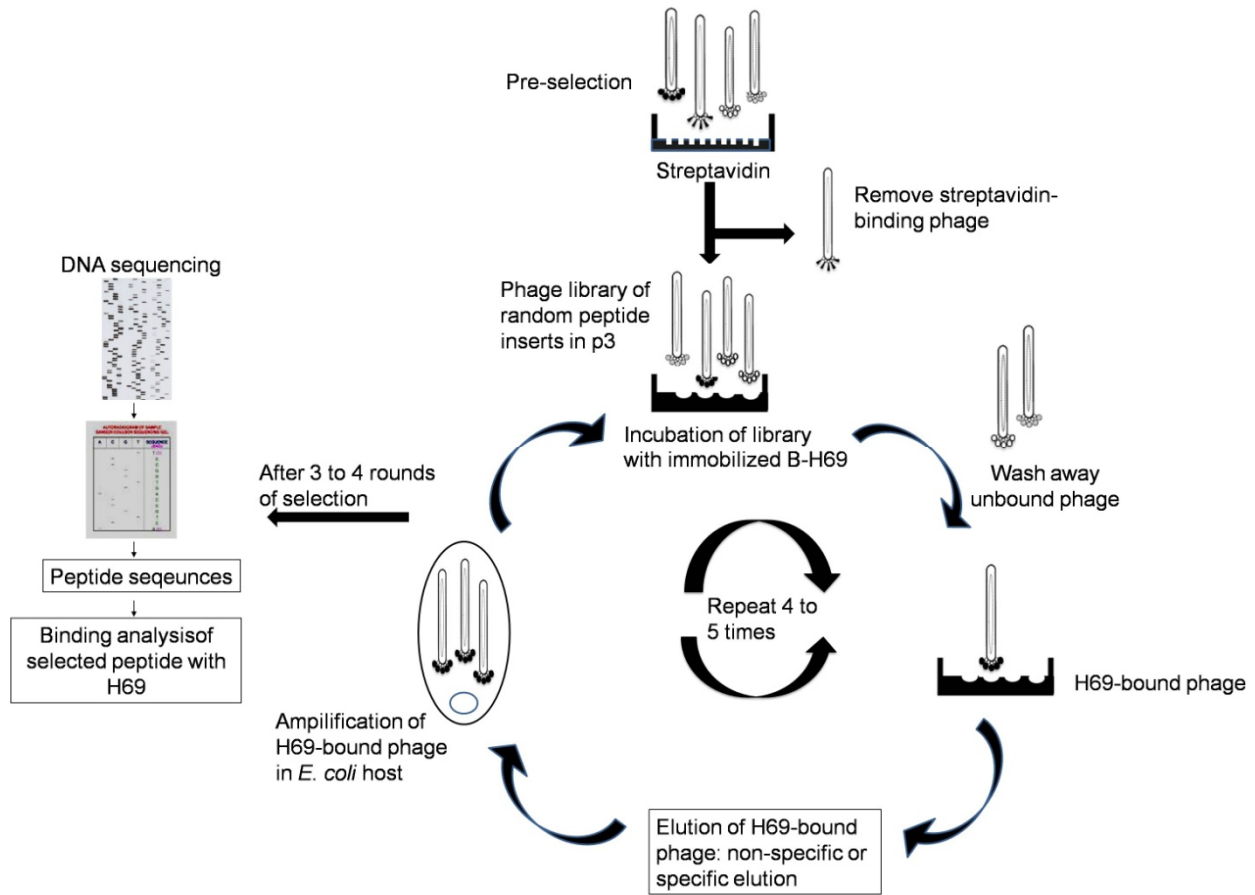 Pre-selection
Streptavidin
Remove streptavidin-
binding phage
DNA sequencing
Phage library of
random peptide
inserts in p3
Incubation of library
with immobilized B-H69
Wash away
unbound phage
After 3 to 4 rounds
of selection
A C G T
Peptide seqeunces
Binding analysisof
selected peptide with
H69
Repeat 4 to
5 times
H69-bound phage
Ampilification of
H69-bound phage
in E. coli host
Elution of H69-bound
phage: non-specific or
specific elution